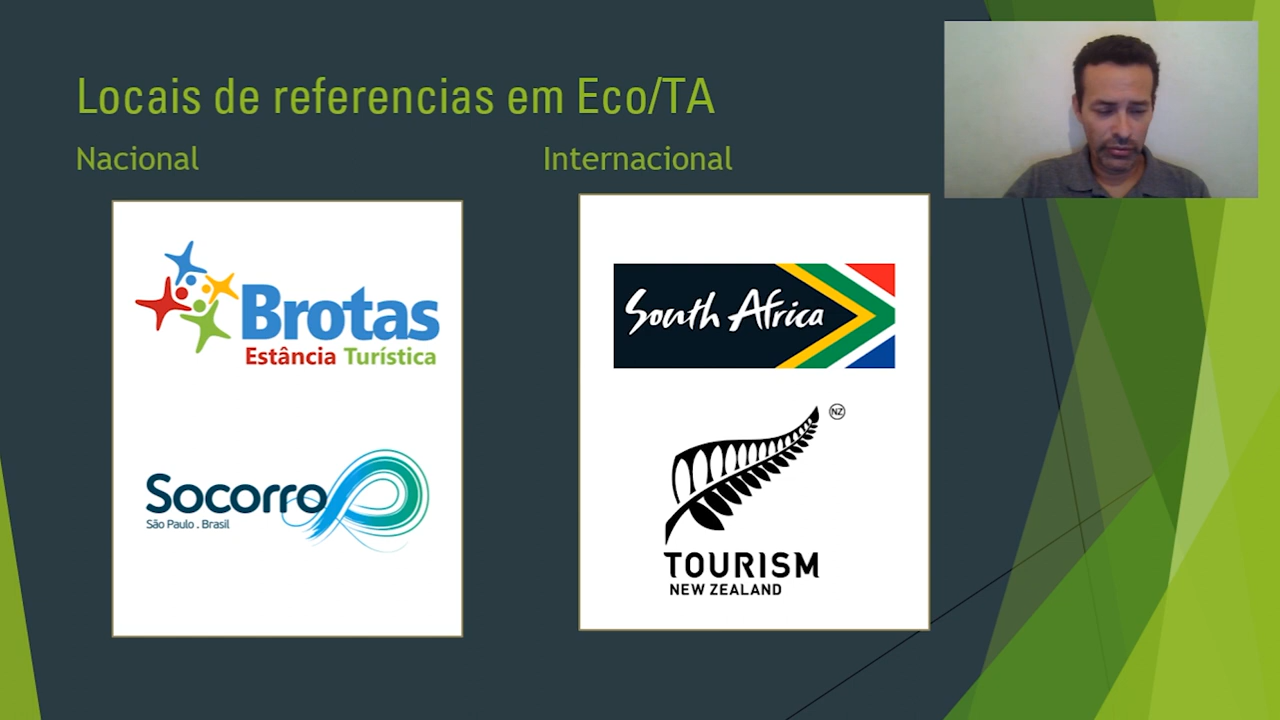 Locais de referencias em Eco/TA
Nacional
Brotas
Estância Turística
Socorro
São Paulo . Brasil
Internacional
South Africa
NZ
TOURISM
NEW ZEALAND